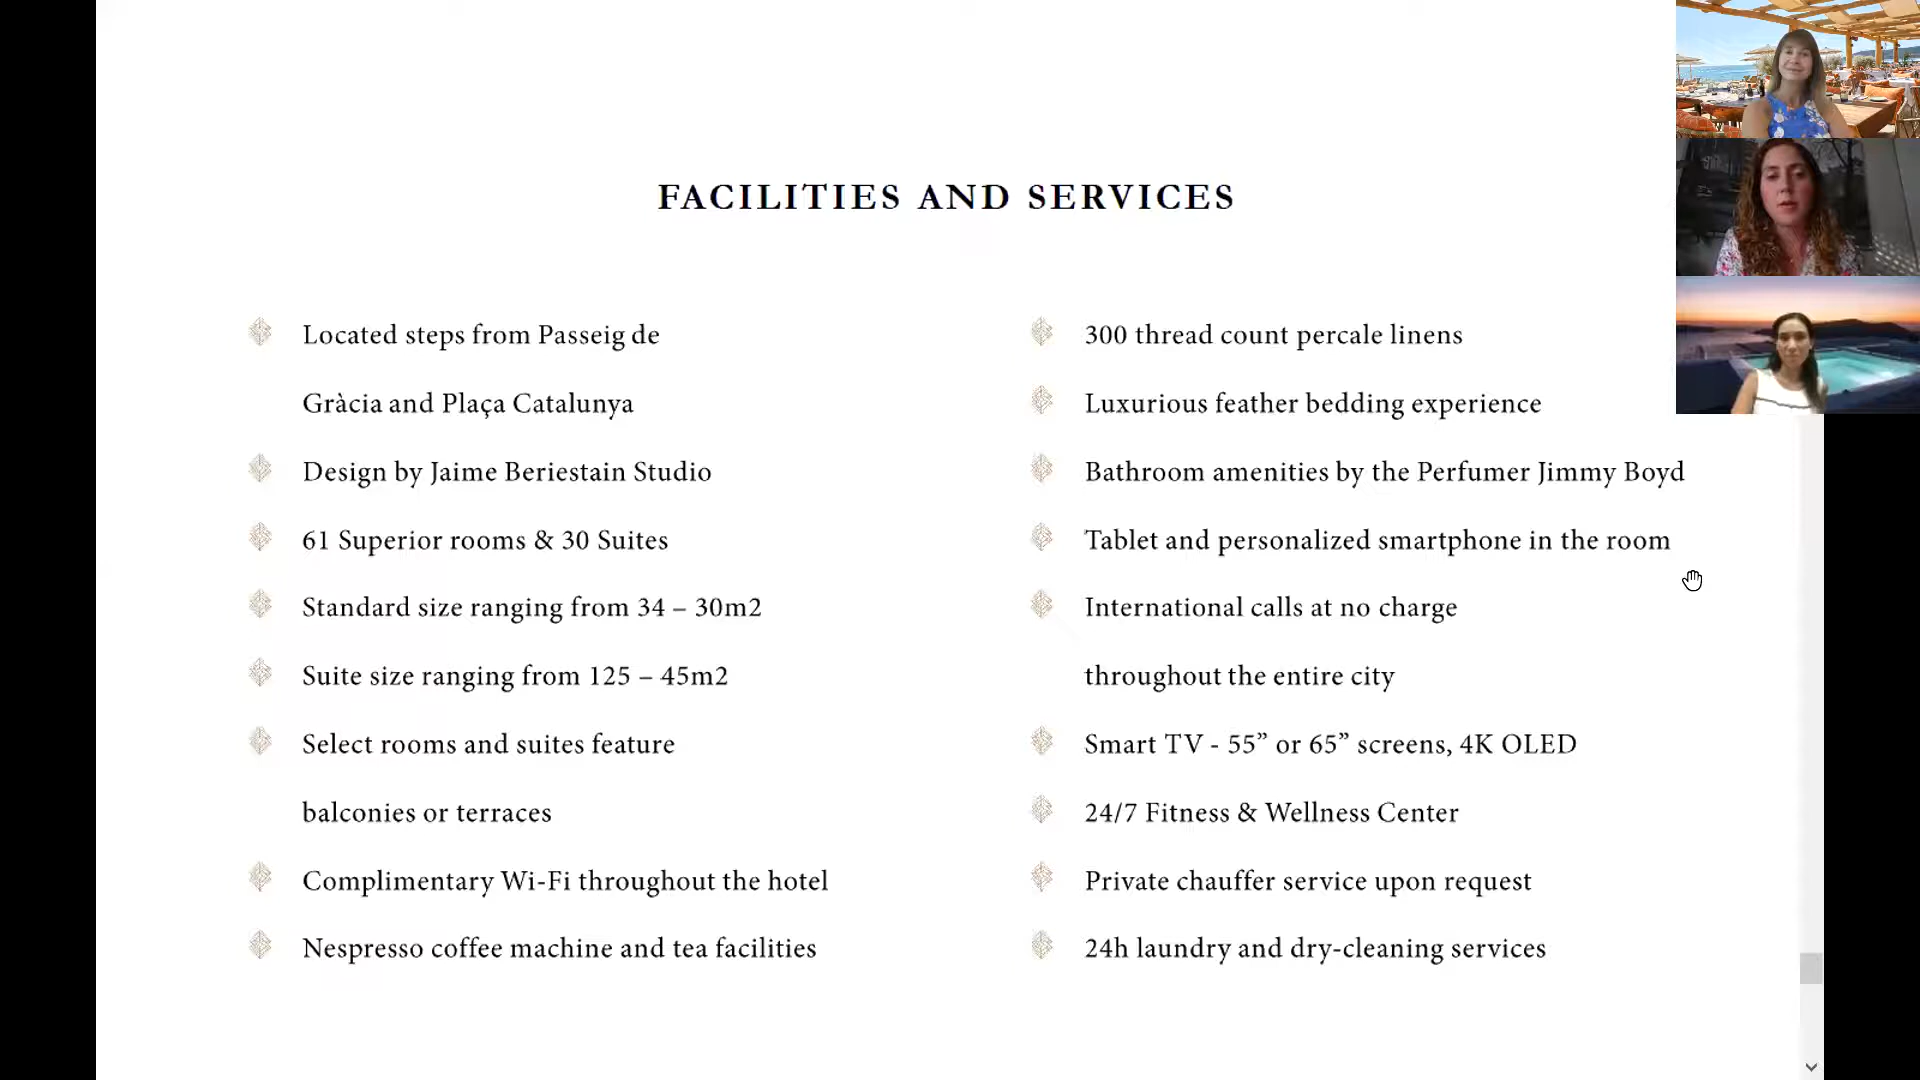 FACILITIES AND SERVICES
Located steps from Passeig de
Gràcia and Plaça Catalunya
Design by Jaime Beriestain Studio
61 Superior rooms & 30 Suites
Standard size ranging from 34 – 30m2
Suite size ranging from 125 – 45m2
Select rooms and suites feature
balconies or terraces
Complimentary Wi-Fi throughout the hotel
Nespresso coffee machine and tea facilities
300 thread count percale linens
Luxurious feather bedding experience
Bathroom amenities by the Perfumer Jimmy Boyd
Tablet and personalized smartphone in the room
International calls at no charge
throughout the entire city
Smart TV - 55” or 65” screens, 4K OLED
24/7 Fitness & Wellness Center
Private chauffer service upon request
24h laundry and dry-cleaning services